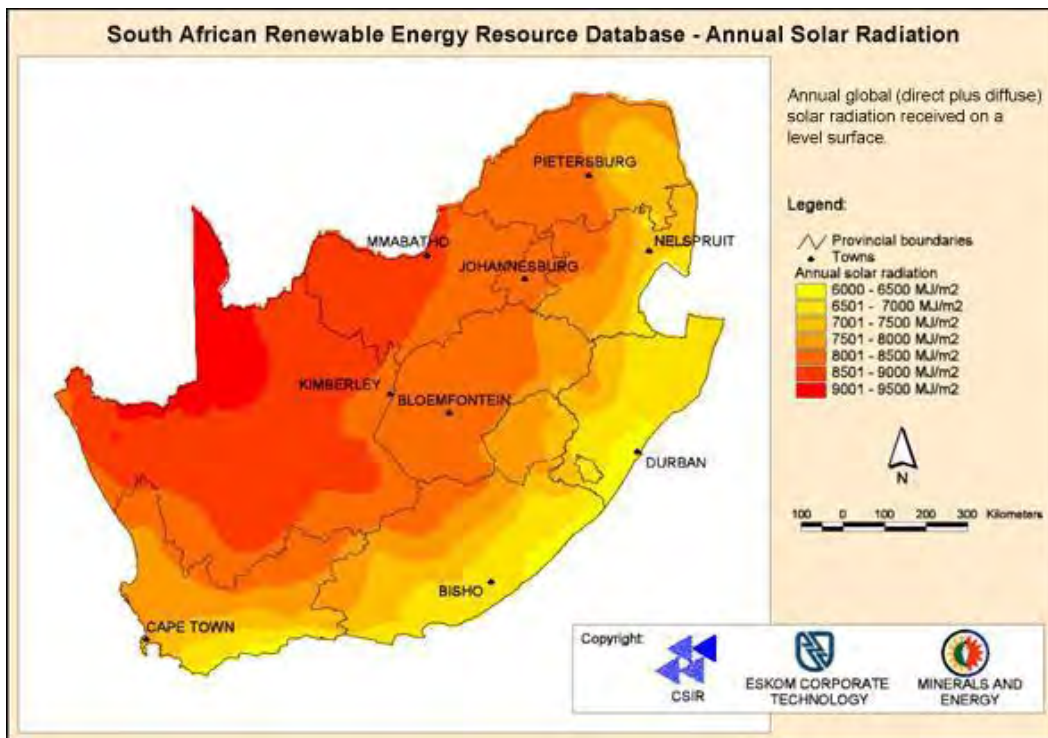 South African Renewable Energy Resource Database - Annual Solar Radiation
Annual global (direct plus diffuse)
solar radiation received on a
level surface.
PIETERSBURG
MMABATHO
NELSPRUIT
JOHANNESBURG
KIMBERLEY
BLOEMFONTEIN
DURBAN
BISHO
CAPE TOWN
Legend:
Provincial boundaries
Towns
Annual solar radiation
6000 - 6500 MJ/m2
6501 - 7000 MJ/m2
7001 - 7500 MJ/m2
7501 - 8000 MJ/m2
8001 - 8500 MJ/m2
8501 - 9000 MJ/m2
9001 - 9500 MJ/m2
N
100 0 100 200 300 Kilometers
Copyright:
CSIR
ESKOM CORPORATE
TECHNOLOGY
MINERALS AND
ENERGY